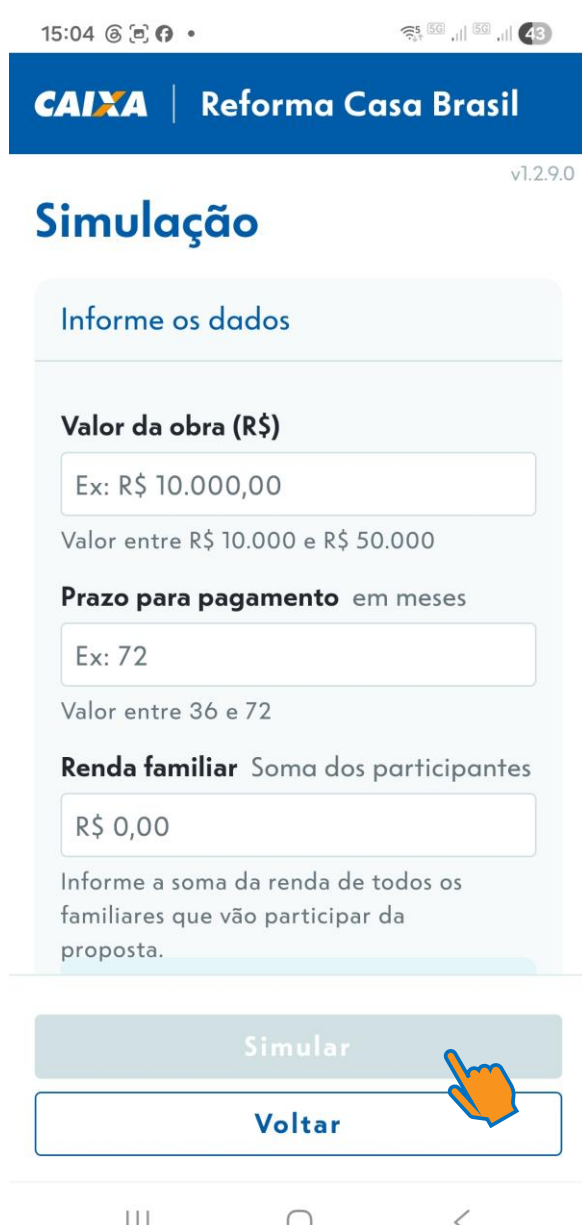 15:04
5G 5G 43
CAIXA | Reforma Casa Brasil
v1.2.9.0
Simulação
Informe os dados
Valor da obra (R$)
Ex: R$ 10.000,00
Valor entre R$ 10.000 e R$ 50.000
Prazo para pagamento em meses
Ex: 72
Valor entre 36 e 72
Renda familiar Soma dos participantes
R$ 0,00
Informe a soma da renda de todos os
familiares que vão participar da
proposta.
Simular
Voltar